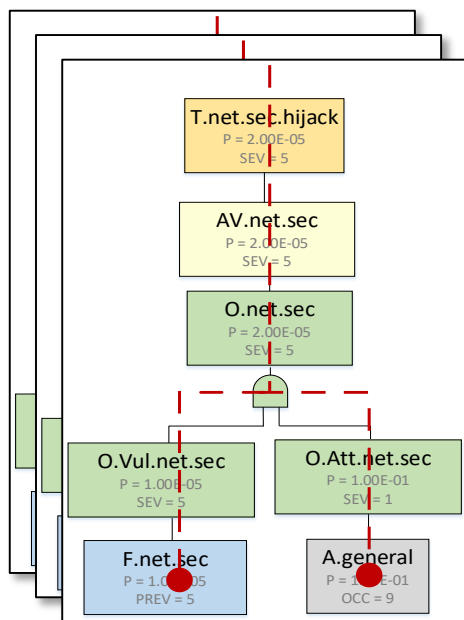 T.net.sec.hijack
P = 2.00E-05
SEV = 5
AV.net.sec
P = 2.00E-05
SEV = 5
O.net.sec
P = 2.00E-05
SEV = 5
O.Vul.net.sec
P = 1.00E-05
SEV = 5
O.Att.net.sec
P = 1.00E-01
SEV = 1
F.net.sec
P =
PREV = 5
A.general
P =
OCC = 9